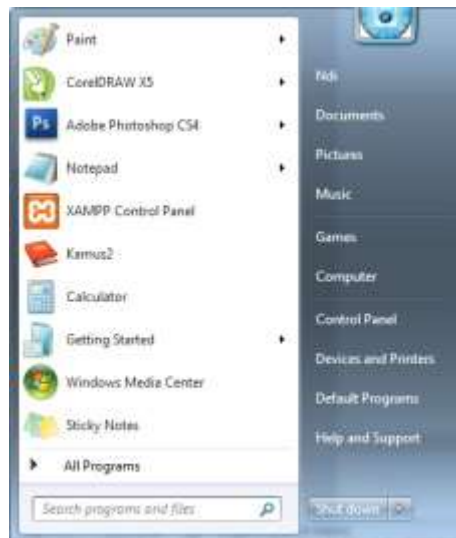 Paint
CorelDRAW X5
Ps
Adobe Photoshop CS4
Notepad
XAMPP Control Panel
Kamus2
Calculator
Getting Started
Windows Media Center
Sticky Notes
All Programs
Search programs and files
Ndi
Documents
Pictures
Music
Games
Computer
Control Panel
Devices and Printers
Default Programs
Help and Support
Shut down